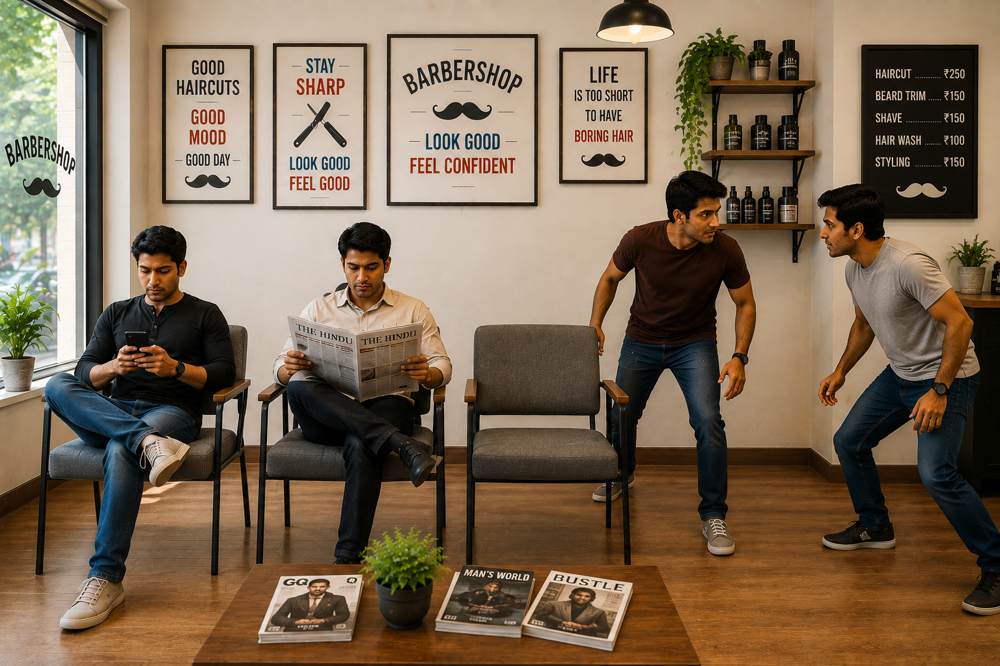 BARBERSHOP
GOOD
HAIRCUTS
GOOD
MOOD
GOOD DAY
STAY
SHARP
LOOK GOOD
FEEL GOOD
BARBERSHOP
LOOK GOOD
FEEL CONFIDENT
LIFE
IS TOO SHORT
TO HAVE
BORING HAIR
HAIRCUT ............ ₹250
BEARD TRIM ...... ₹150
SHAVE ................ ₹150
HAIR WASH ........ ₹100
STYLING ............ ₹150
THE HINDU
THE HINDU
GQ
Q
MAN'S WORLD
BUSTLE